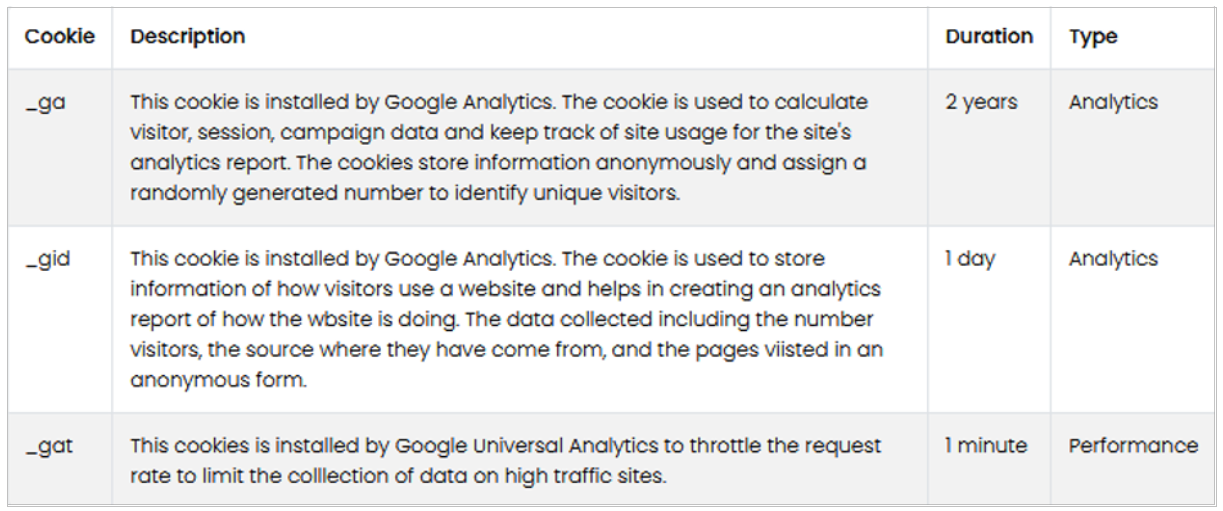 Cookie Description Duration Type
_ga This cookie is installed by Google Analytics. The cookie is used to calculate 2 years Analytics
visitor, session, campaign data and keep track of site usage for the site's
analytics report. The cookies store information anonymously and assign a
randomly generated number to identify unique visitors.
_gid This cookie is installed by Google Analytics. The cookie is used to store 1 day Analytics
information of how visitors use a website and helps in creating an analytics
report of how the wbsite is doing. The data collected including the number
visitors, the source where they have come from, and the pages viisted in an
anonymous form.
_gat This cookies is installed by Google Universal Analytics to throttle the request 1 minute Performance
rate to limit the colllection of data on high traffic sites.